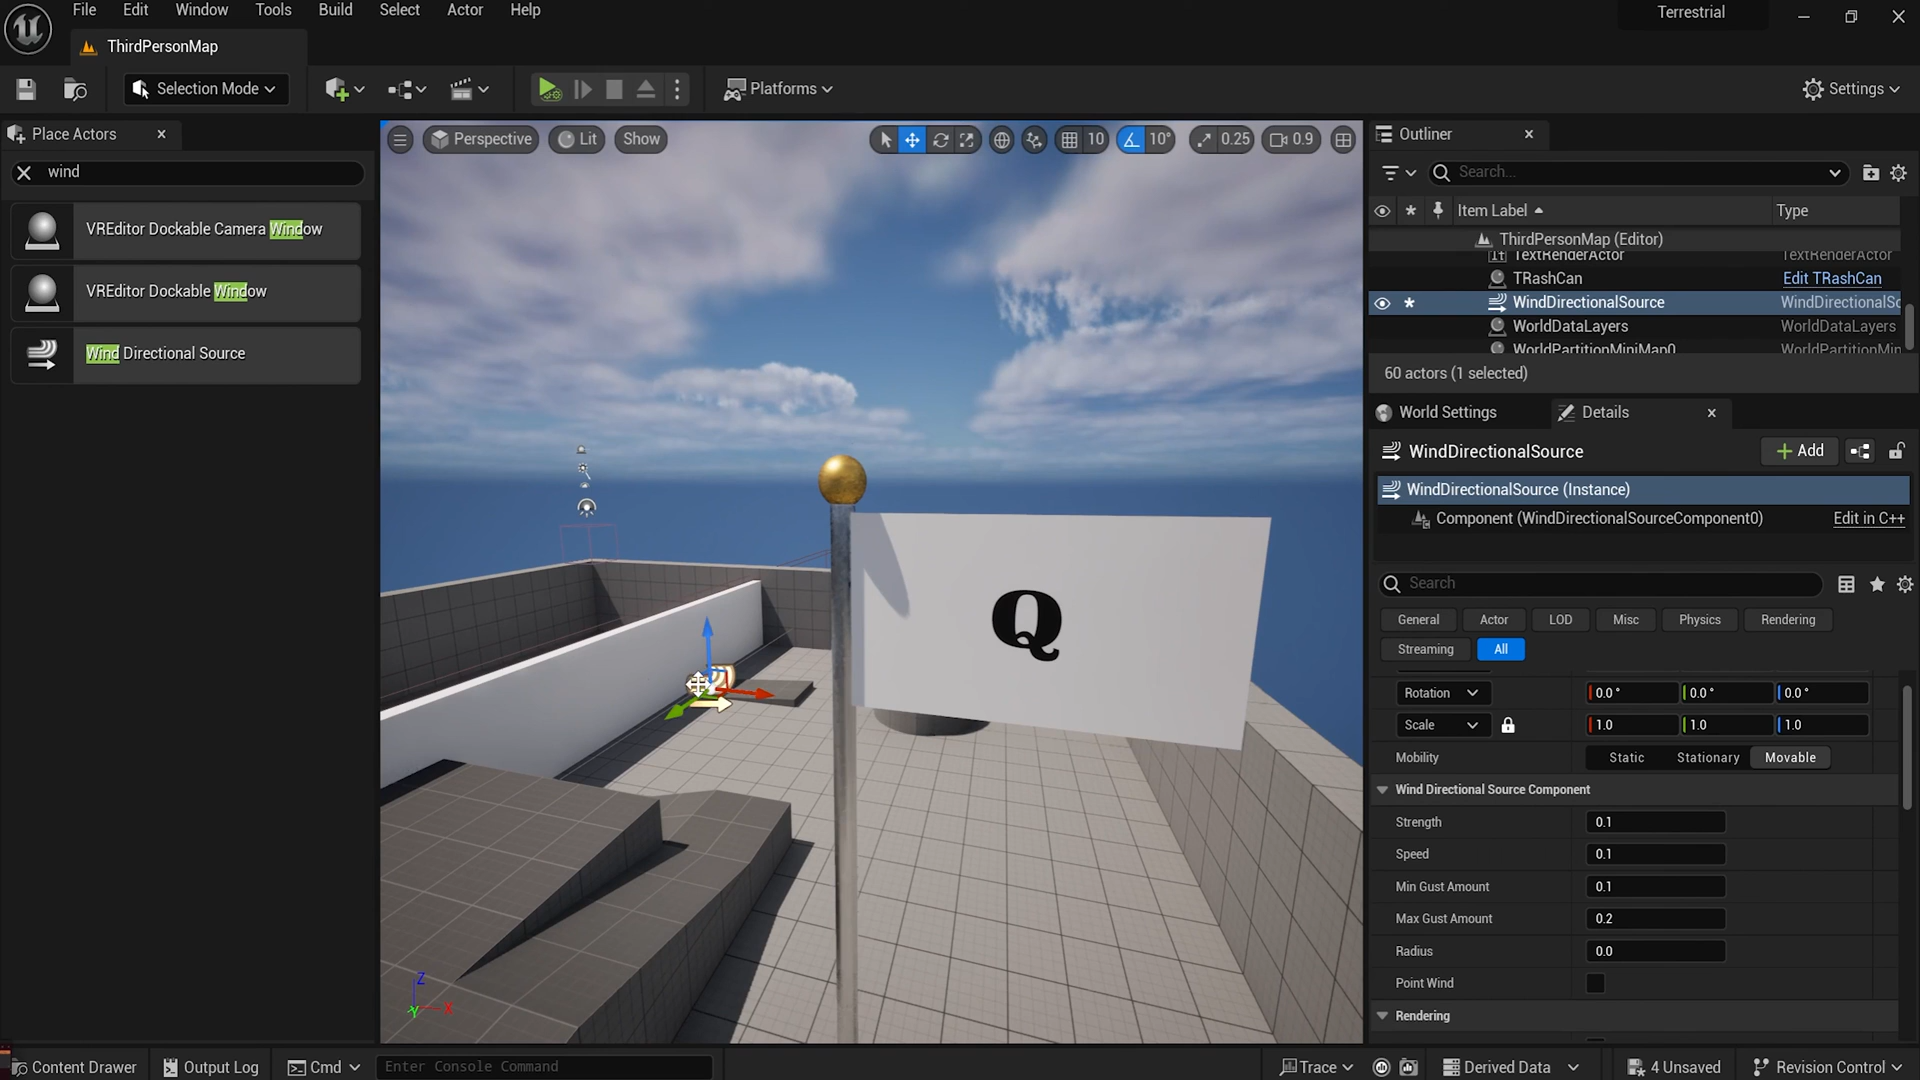 File Edit Window Tools Build Select Actor Help
Terrestrial
ThirdPersonMap
Selection Mode
Platforms
Settings
Place Actors
wind
VREditor Dockable Camera Window
VREditor Dockable Window
Wind Directional Source
Perspective Lit Show
10 10° 0.25 0.9
Q
Z
Y X
Outliner
Search...
Item Label Type
ThirdPersonMap (Editor)
TextRenderActor TextRenderActor
TRashCan Edit TRashCan
WindDirectionalSource WindDirectionalSc
WorldDataLayers WorldDataLayers
WorldPartitionMiniMap0 WorldPartitionMin
60 actors (1 selected)
World Settings Details
WindDirectionalSource Add
WindDirectionalSource (Instance)
Component (WindDirectionalSourceComponent0) Edit in C++
Search
General Actor LOD Misc Physics Rendering
Streaming All
Rotation 0.0° 0.0° 0.0°
Scale 1.0 1.0 1.0
Mobility Static Stationary Movable
Wind Directional Source Component
Strength 0.1
Speed 0.1
Min Gust Amount 0.1
Max Gust Amount 0.2
Radius 0.0
Point Wind
Rendering
Content Drawer Output Log Cmd Enter Console Command
Trace Derived Data 4 Unsaved Revision Control